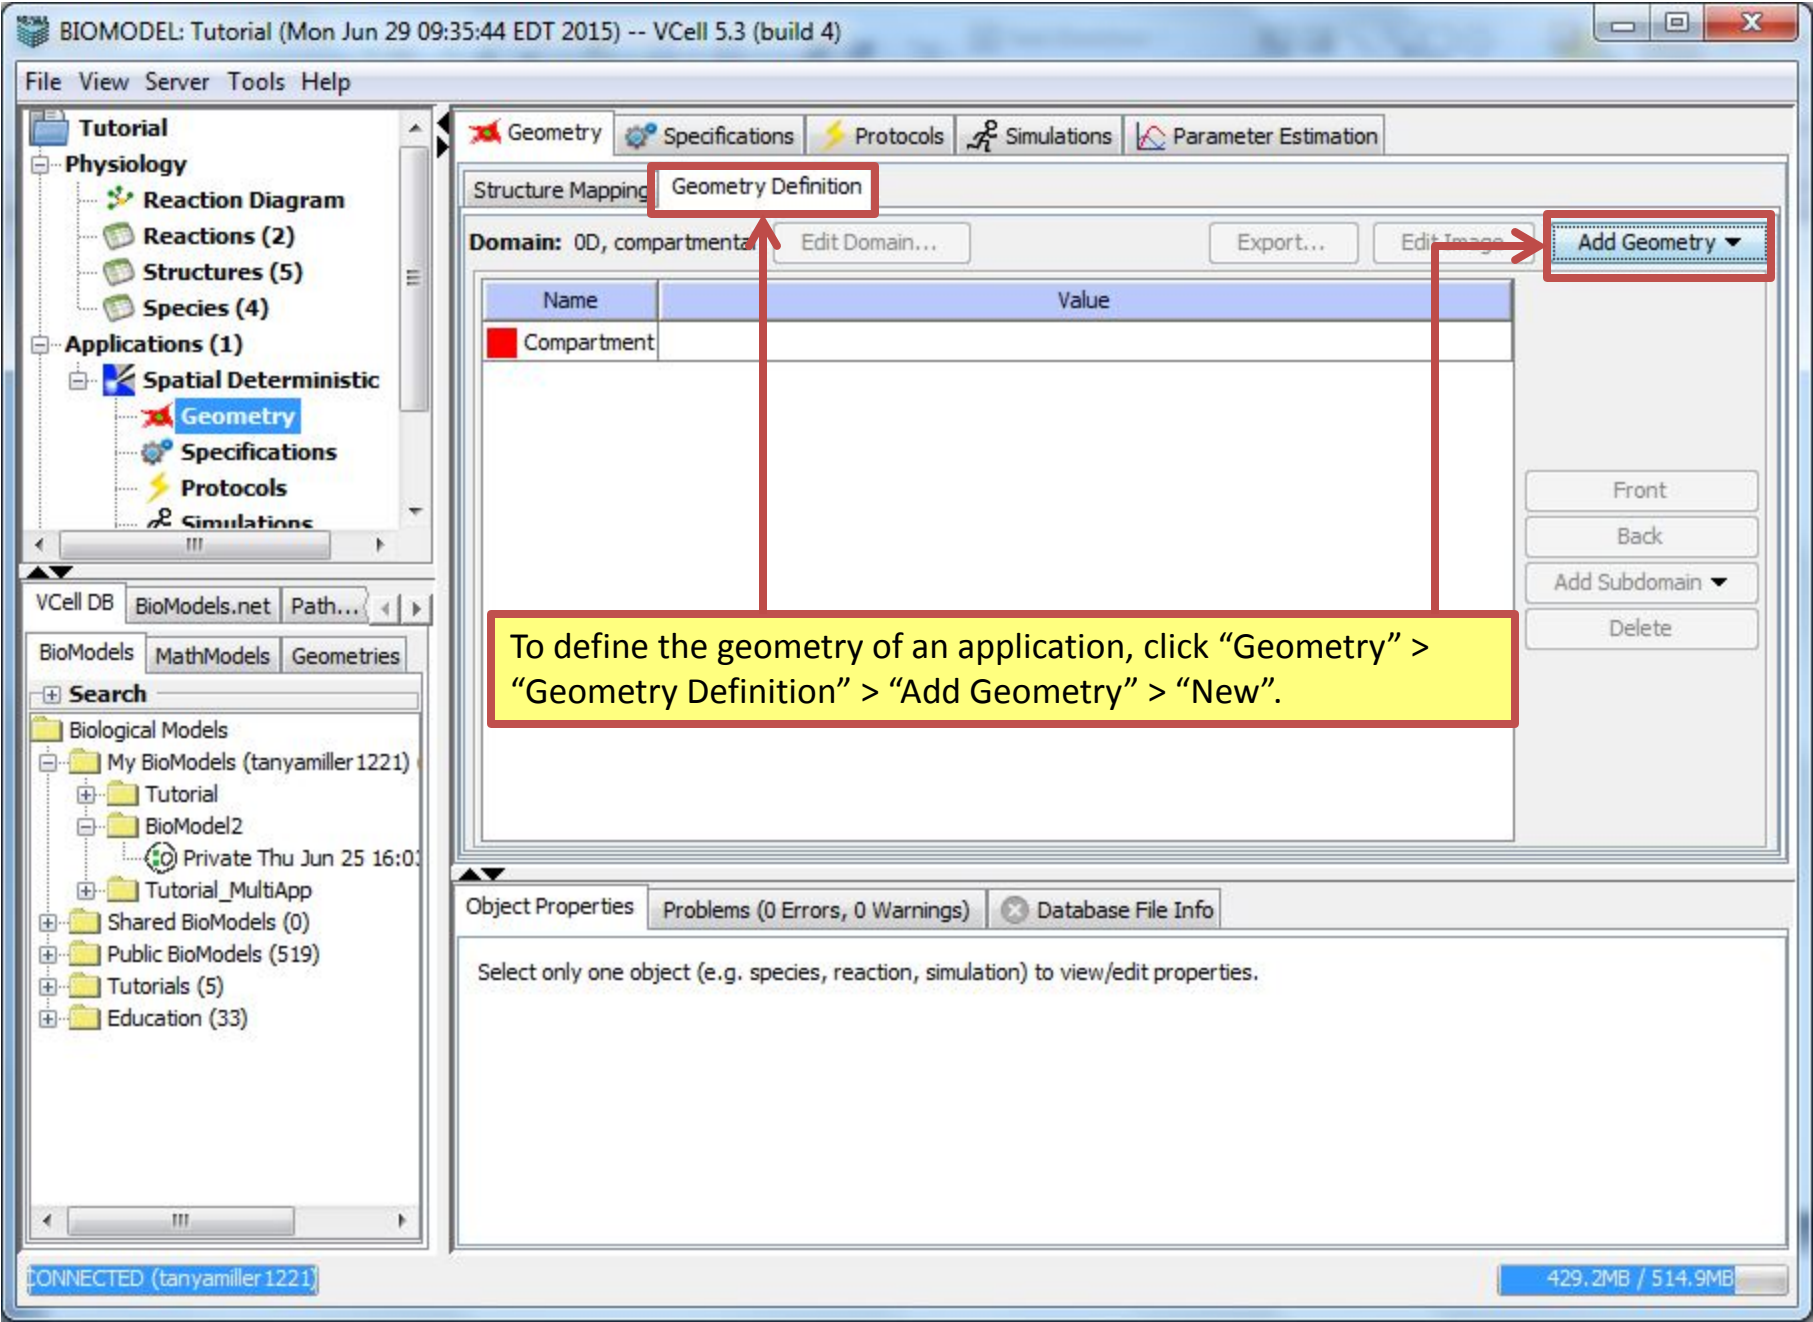 BIOMODEL: Tutorial (Mon Jun 29 09:35:44 EDT 2015) -- VCell 5.3 (build 4)
File View Server Tools Help
Tutorial
Physiology
Reaction Diagram
Reactions (2)
Structures (5)
Species (4)
Applications (1)
Spatial Deterministic
Geometry
Specifications
Protocols
Simulations
VCell DB BioModels.net Path...
BioModels MathModels Geometries
Search
Biological Models
My BioModels (tanyamiller1221)
Tutorial
BioModel2
Private Thu Jun 25 16:0
Tutorial_MultiApp
Shared BioModels (0)
Public BioModels (519)
Tutorials (5)
Education (33)
Geometry Specifications Protocols Simulations Parameter Estimation
Structure Mapping Geometry Definition
Domain: 0D, compartmental Edit Domain... Export... Edit Image Add Geometry
Name Value
Compartment
Front
Back
Add Subdomain
Delete
To define the geometry of an application, click “Geometry” >
“Geometry Definition” > “Add Geometry” > “New”.
Object Properties Problems (0 Errors, 0 Warnings) Database File Info
Select only one object (e.g. species, reaction, simulation) to view/edit properties.
CONNECTED (tanyamiller1221) 429.2MB / 514.9MB